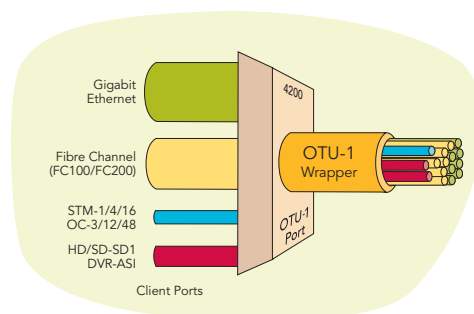 Gigabit
Ethernet
4200
Fibre Channel
(FC100/FC200)
OTU-1
Wrapper
STM-1/4/16
OC-3/12/48
OTU-1
Port
HD/SD-SD1
DVR-ASI
Client Ports